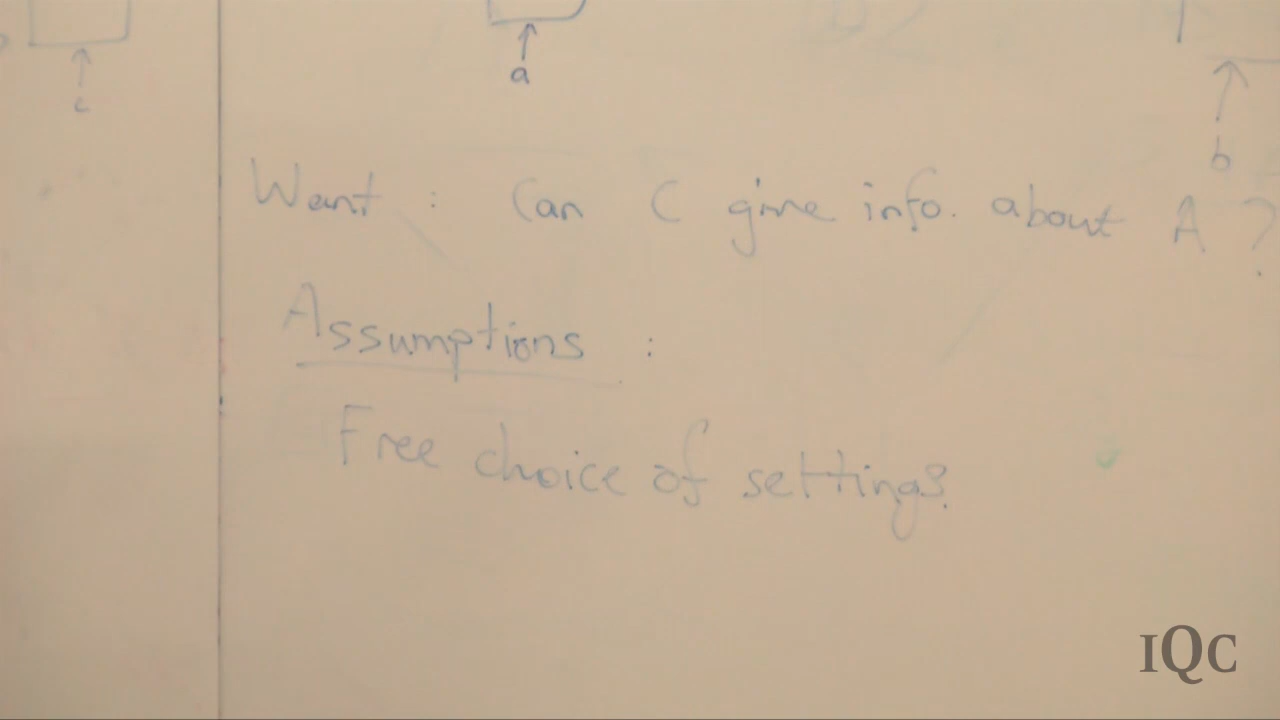 c
a
b
Want : Can C give info. about A ?
Assumptions :
Free choice of settings.
IQC